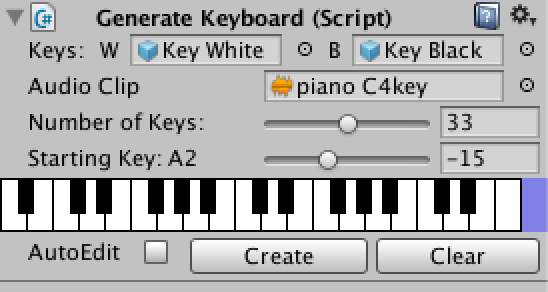 Generate Keyboard (Script)
Keys: W Key White B Key Black
Audio Clip piano C4key
Number of Keys: 33
Starting Key: A2 -15
AutoEdit Create Clear